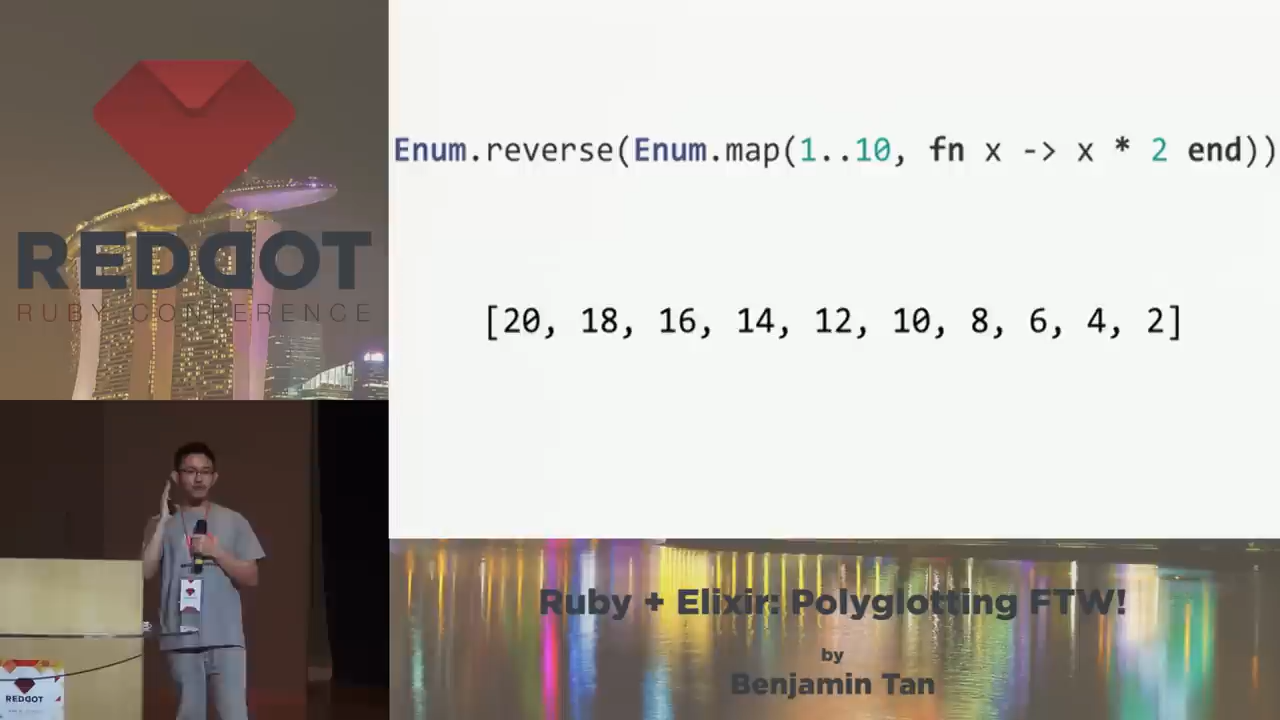 REDDOT
RUBY CONFERENCE
Enum.reverse(Enum.map(1..10, fn x -> x * 2 end))
[20, 18, 16, 14, 12, 10, 8, 6, 4, 2]
REDDOT
Ruby + Elixir: Polyglotting FTW!
by
Benjamin Tan